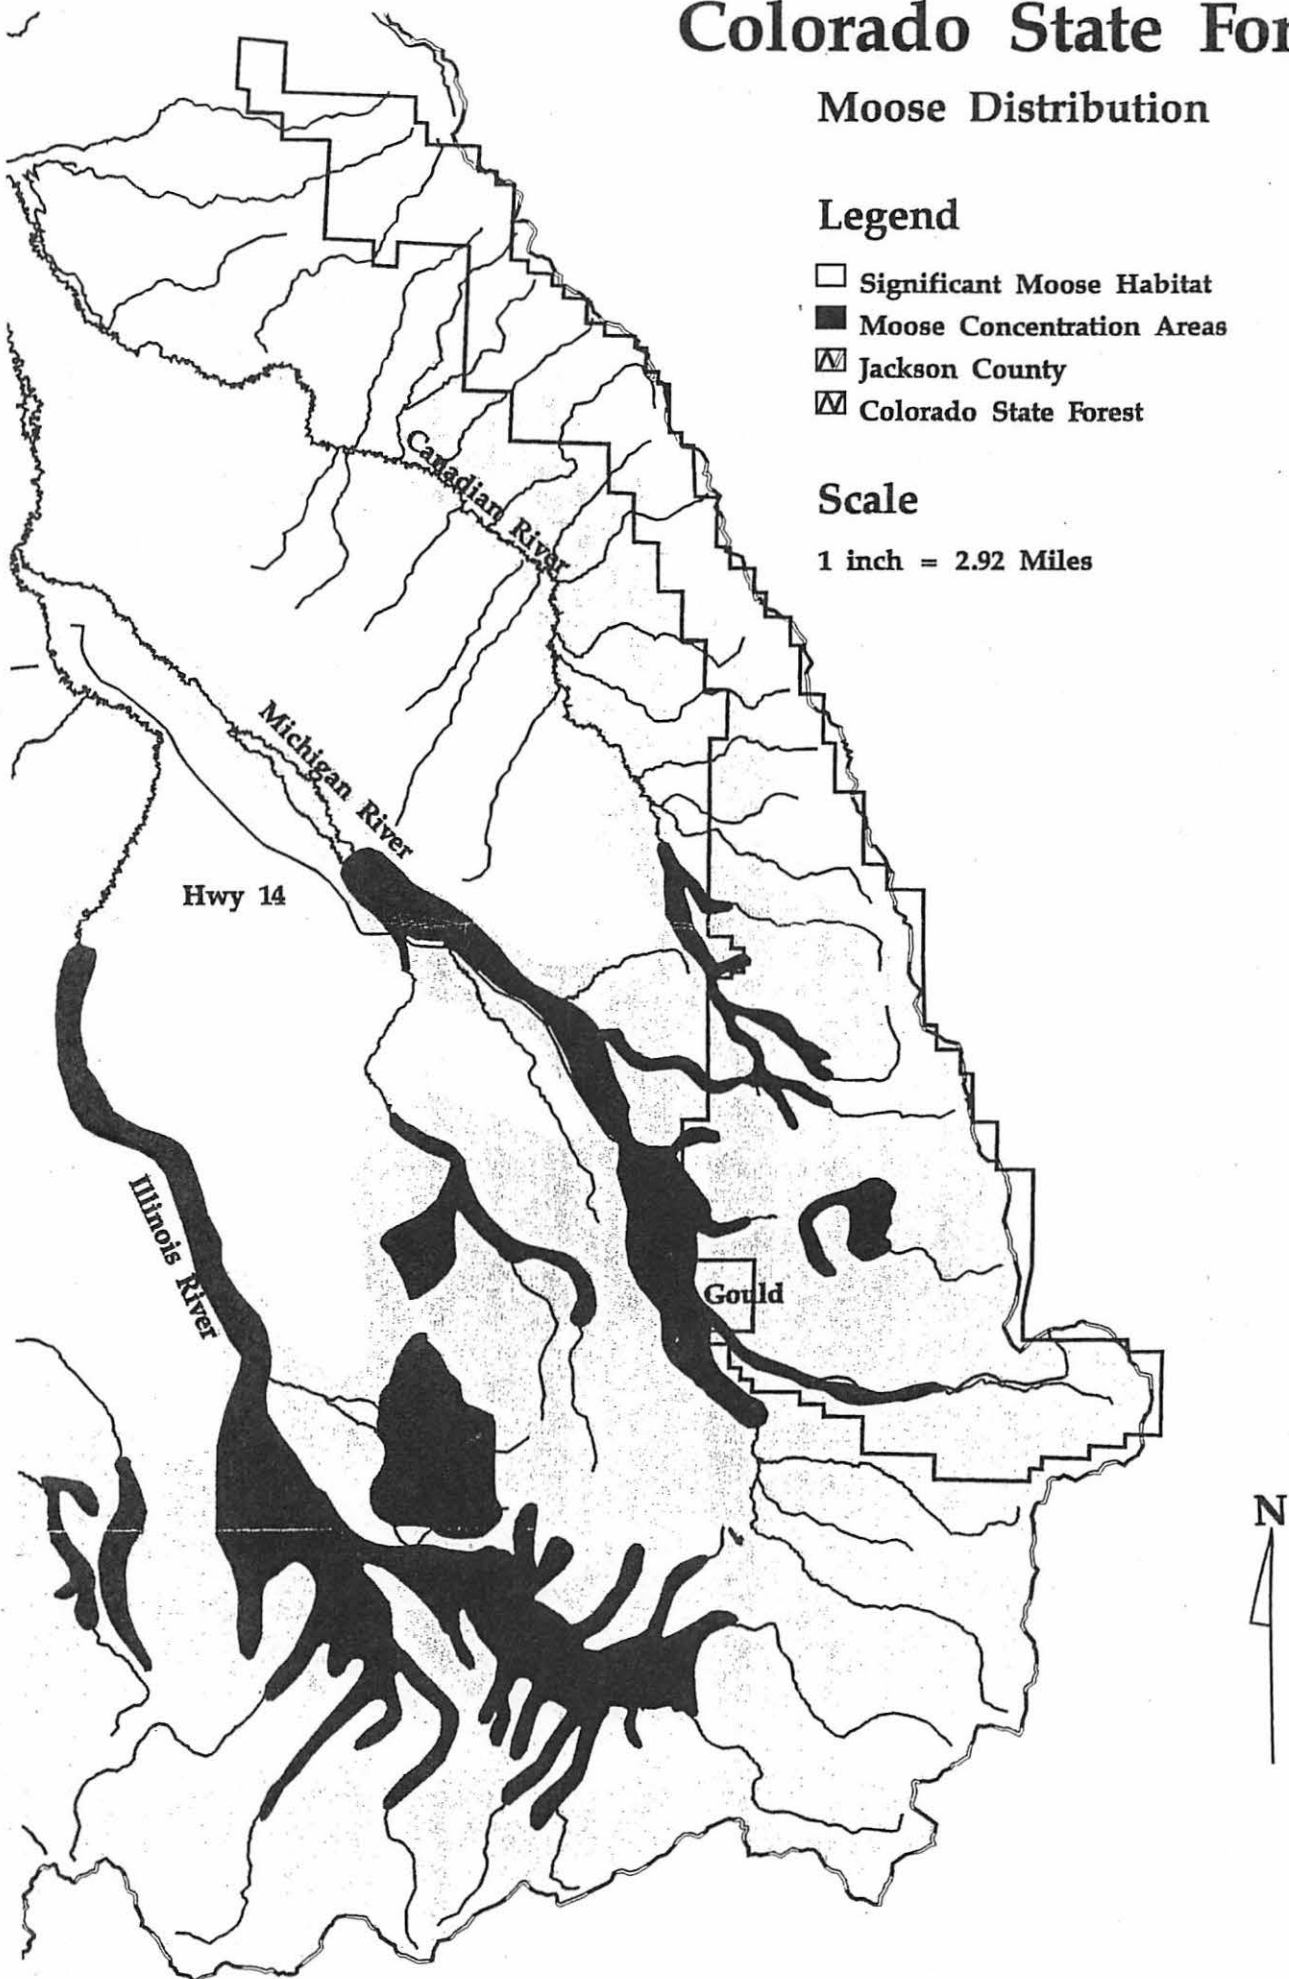 Colorado State For
Moose Distribution
Legend
Significant Moose Habitat
Moose Concentration Areas
Jackson County
Colorado State Forest
Scale
1 inch = 2.92 Miles
Canadian River
Michigan River
Hwy 14
Illinois River
Gould
N